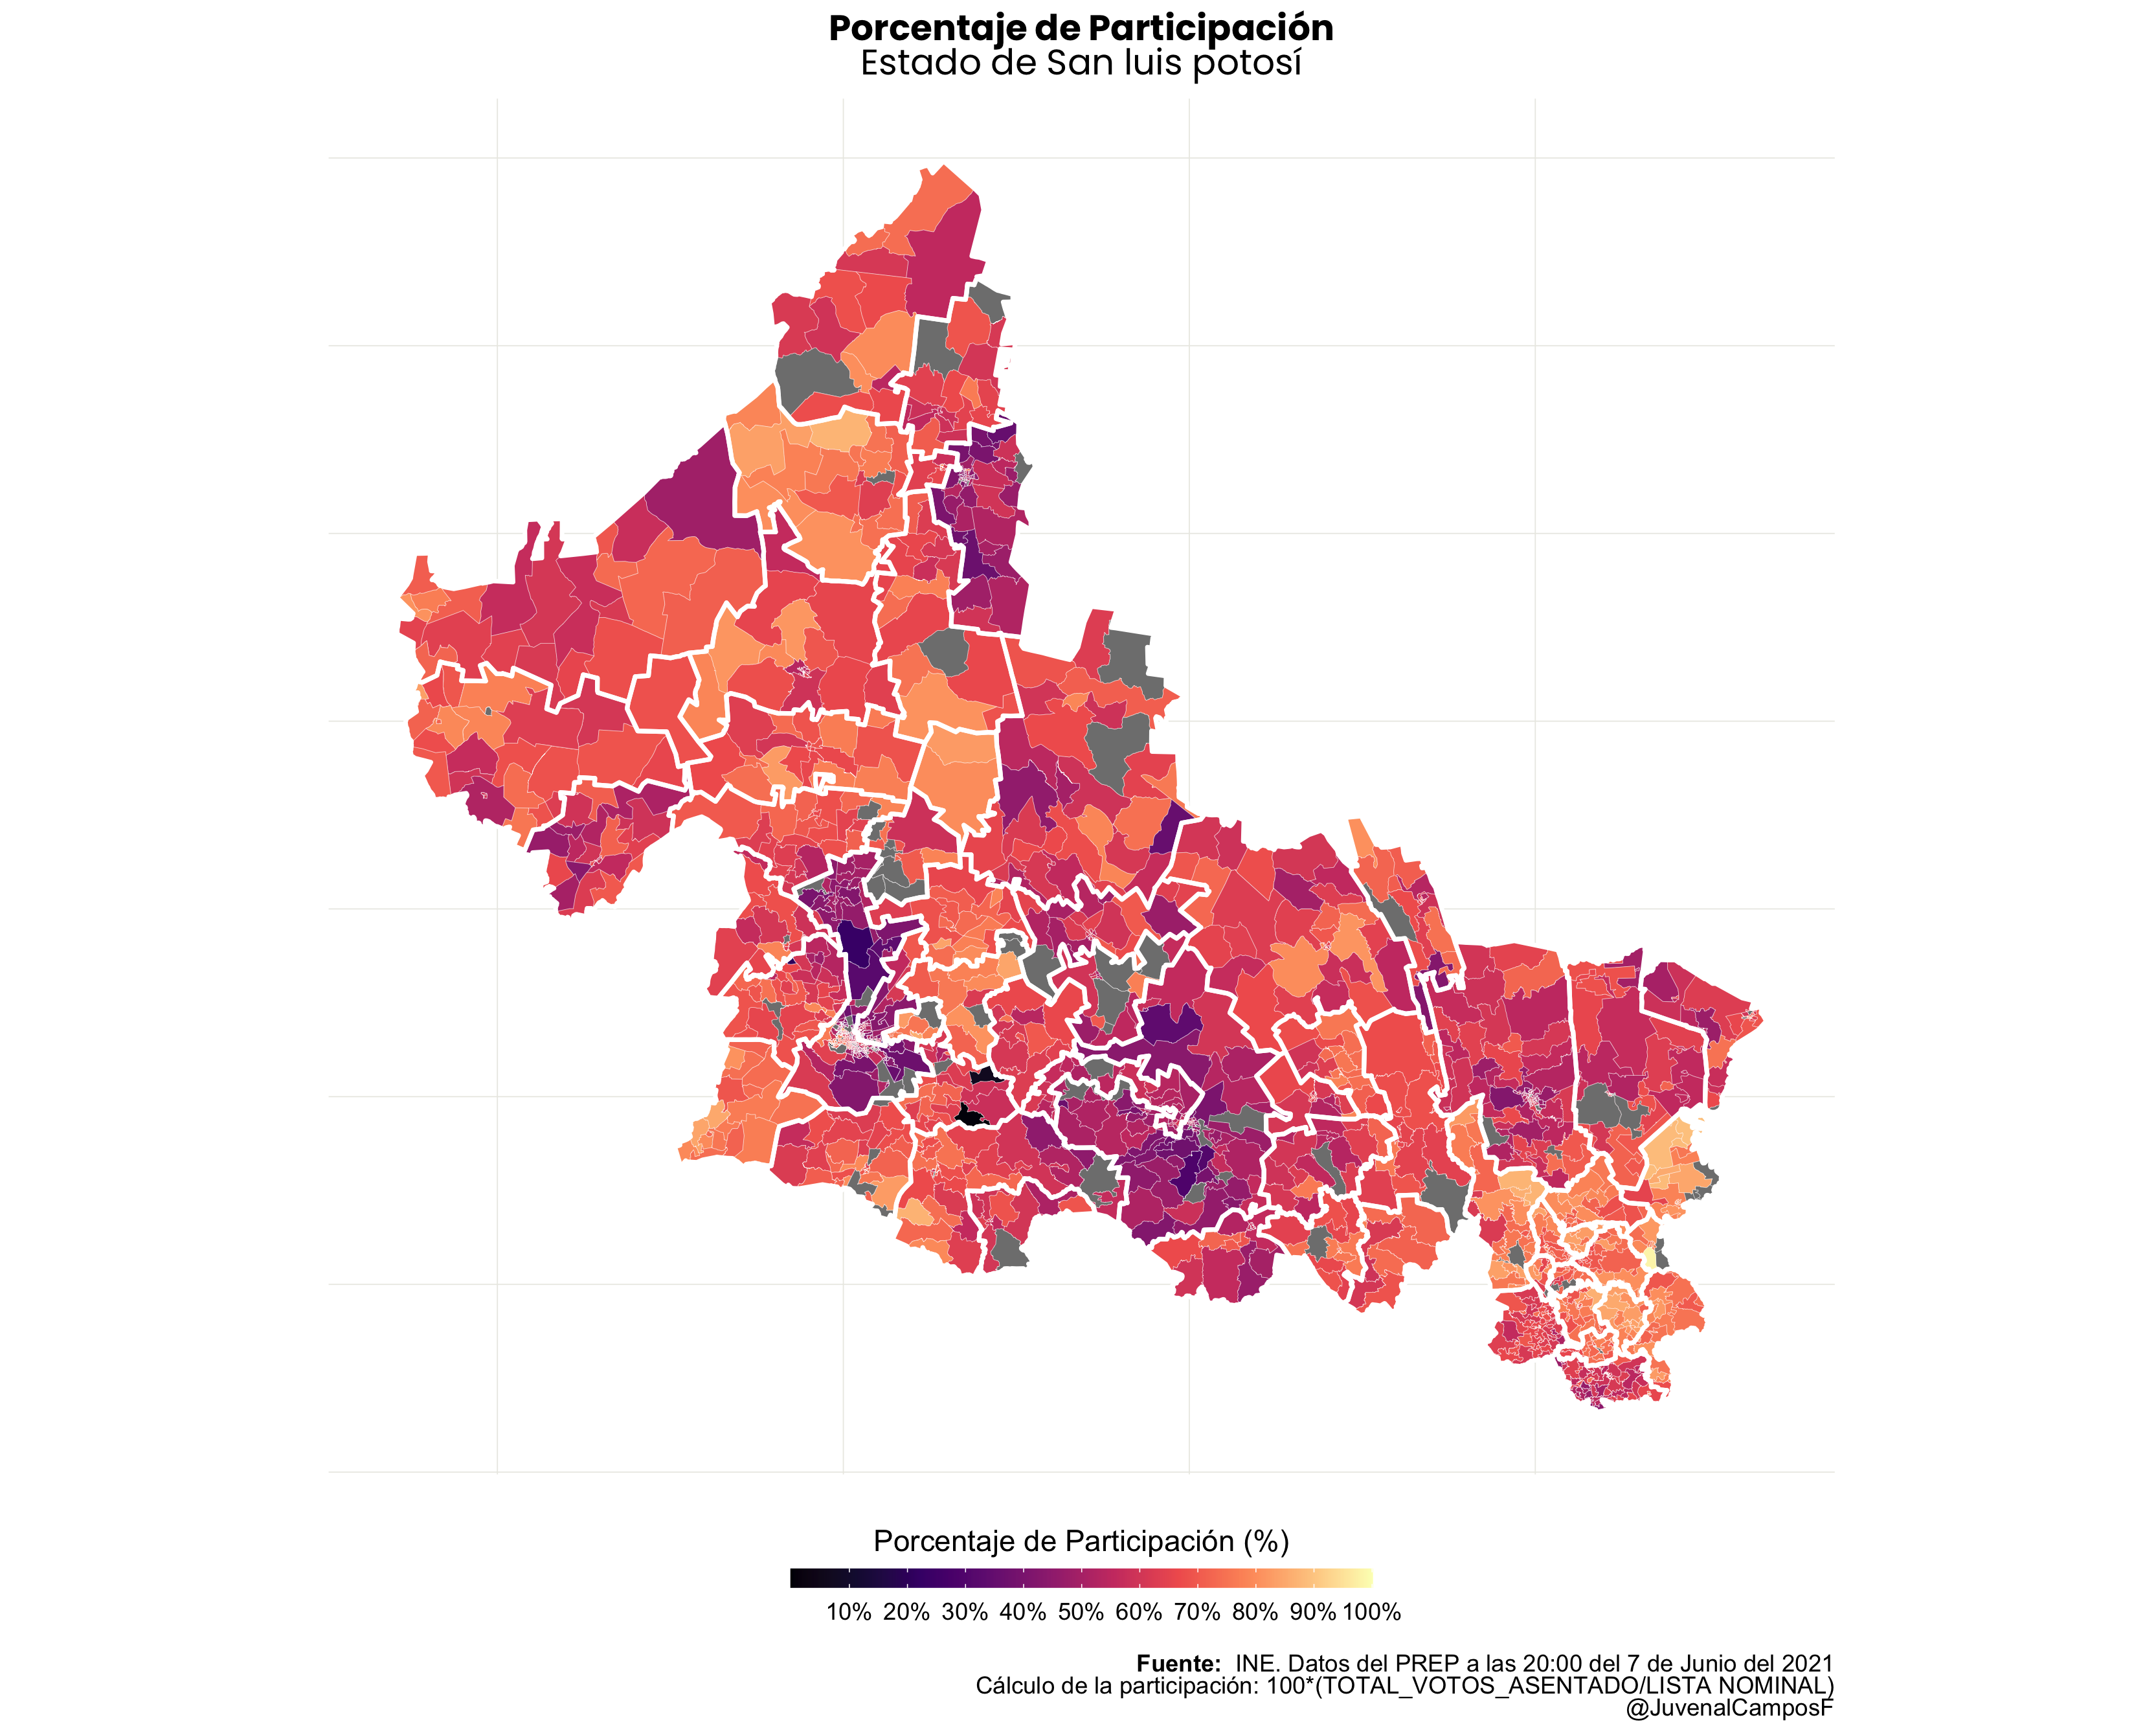 Porcentaje de Participación
Estado de San luis potosí
Porcentaje de Participación (%)
10% 20% 30% 40% 50% 60% 70% 80% 90% 100%
Fuente: INE. Datos del PREP a las 20:00 del 7 de Junio del 2021
Cálculo de la participación: 100*(TOTAL_VOTOS_ASENTADO/LISTA NOMINAL)
@JuvenalCamposF